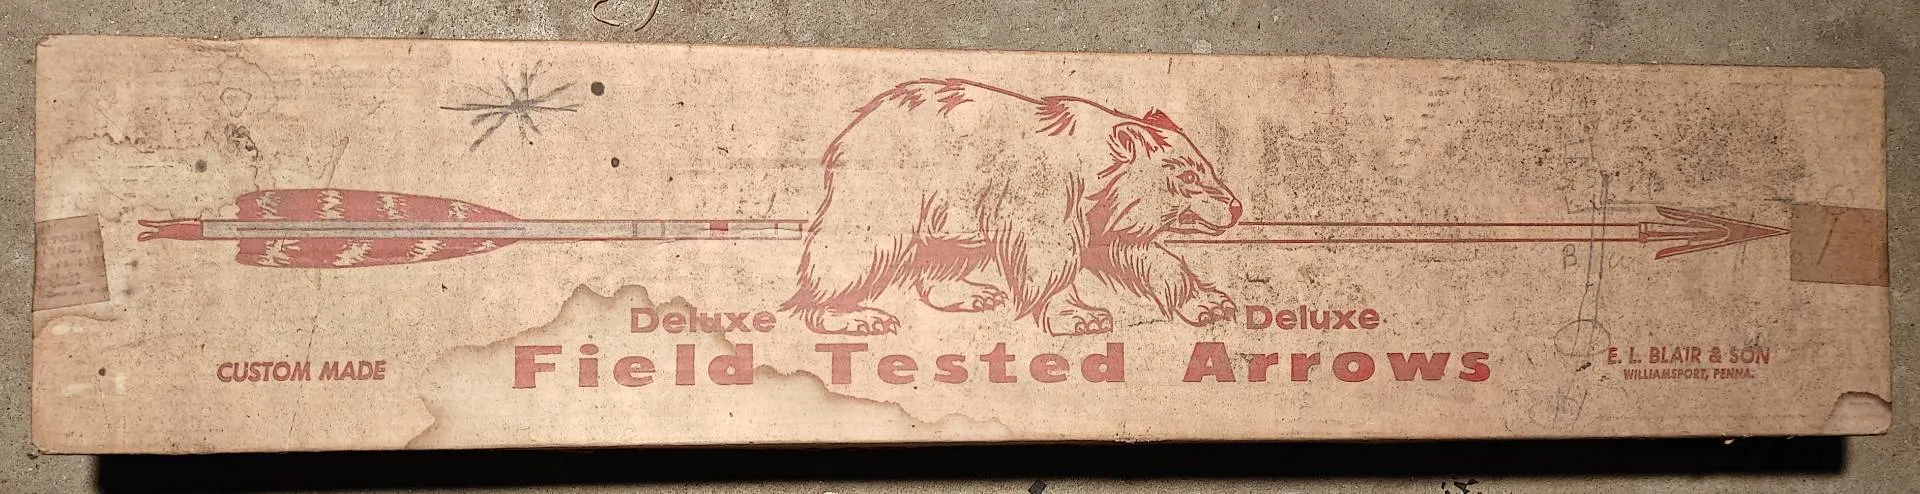 Deluxe Deluxe
Field Tested Arrows
CUSTOM MADE
E. L. BLAIR & SON
WILLIAMSPORT, PENNA.